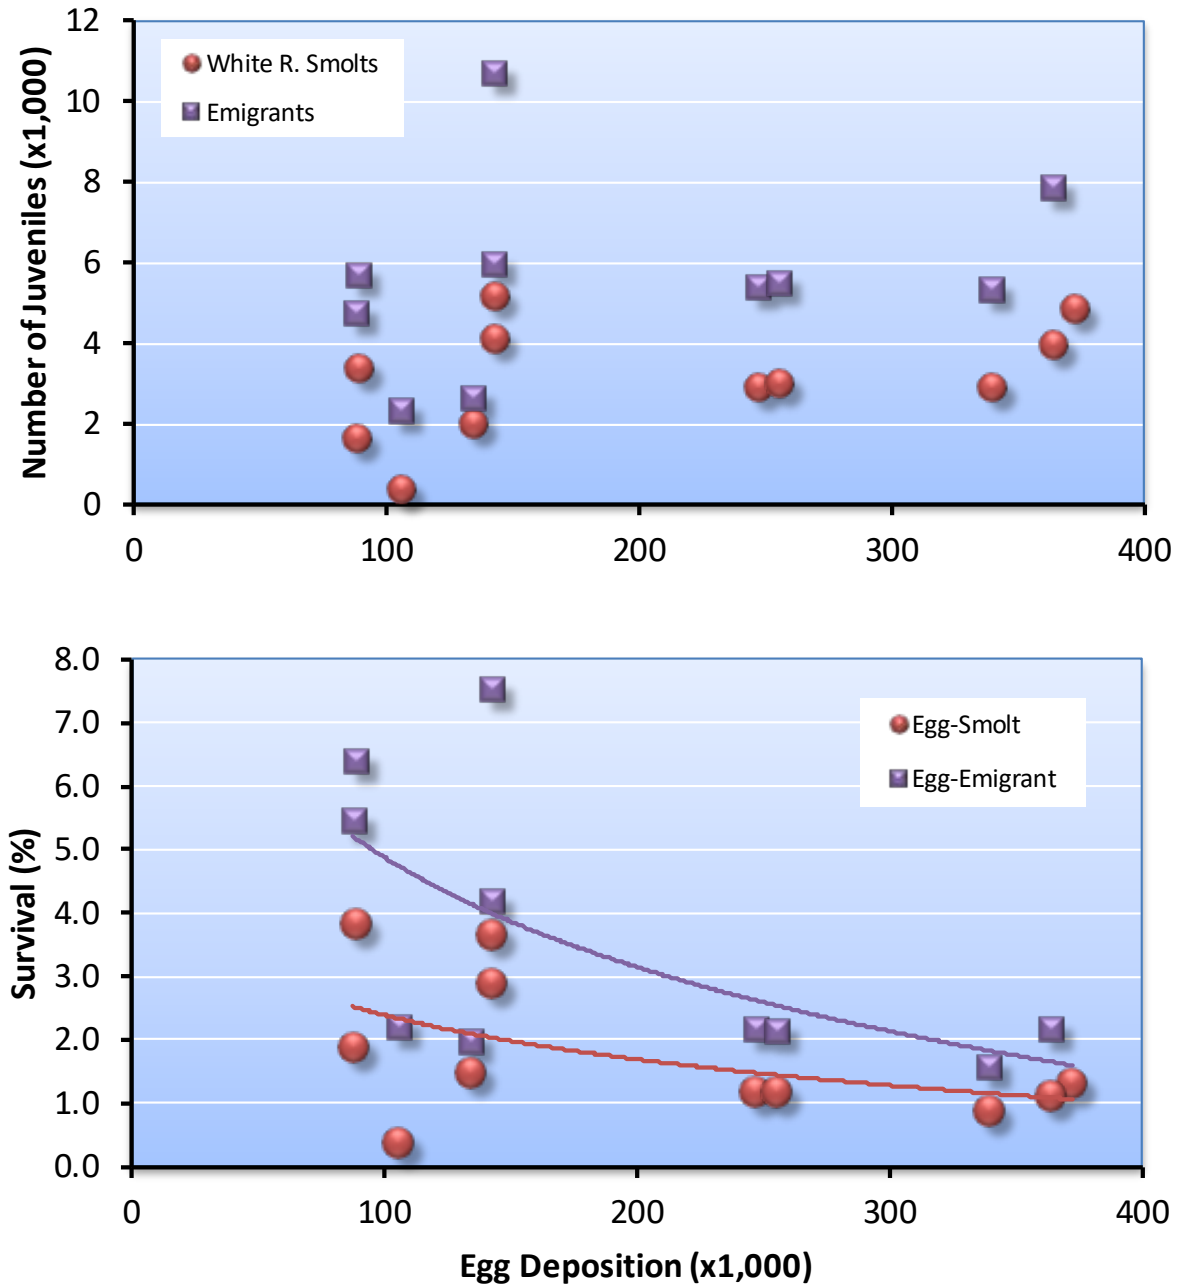 Number of Juveniles (x1,000)
12
10
8
6
4
2
0
White R. Smolts
Emigrants
0 100 200 300 400
Survival (%)
8.0
7.0
6.0
5.0
4.0
3.0
2.0
1.0
0.0
Egg-Smolt
Egg-Emigrant
0 100 200 300 400
Egg Deposition (x1,000)